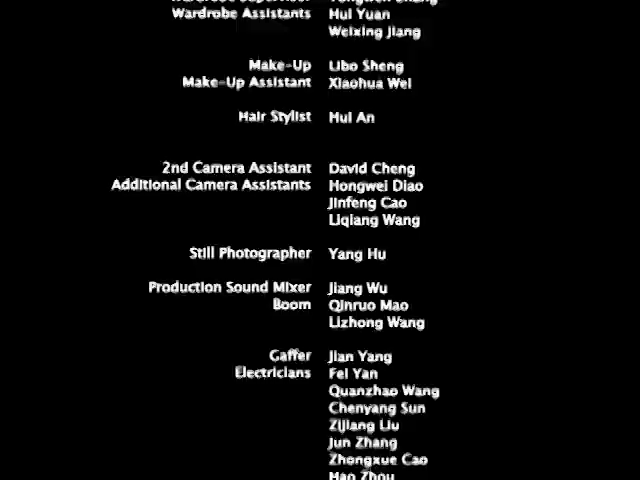 Wardrobe Assistants Hui Yuan
Weixing Jiang
Make-Up Libo Sheng
Make-Up Assistant Xiaohua Wei
Hair Stylist Hui An
2nd Camera Assistant David Cheng
Additional Camera Assistants Hongwei Diao
Jinfeng Cao
Liqiang Wang
Still Photographer Yang Hu
Production Sound Mixer Jiang Wu
Boom Qinruo Mao
Lizhong Wang
Gaffer Jian Yang
Electricians Fei Yan
Quanzhao Wang
Chenyang Sun
Zijiang Liu
Jun Zhang
Zhongxue Cao
Hao Zhou